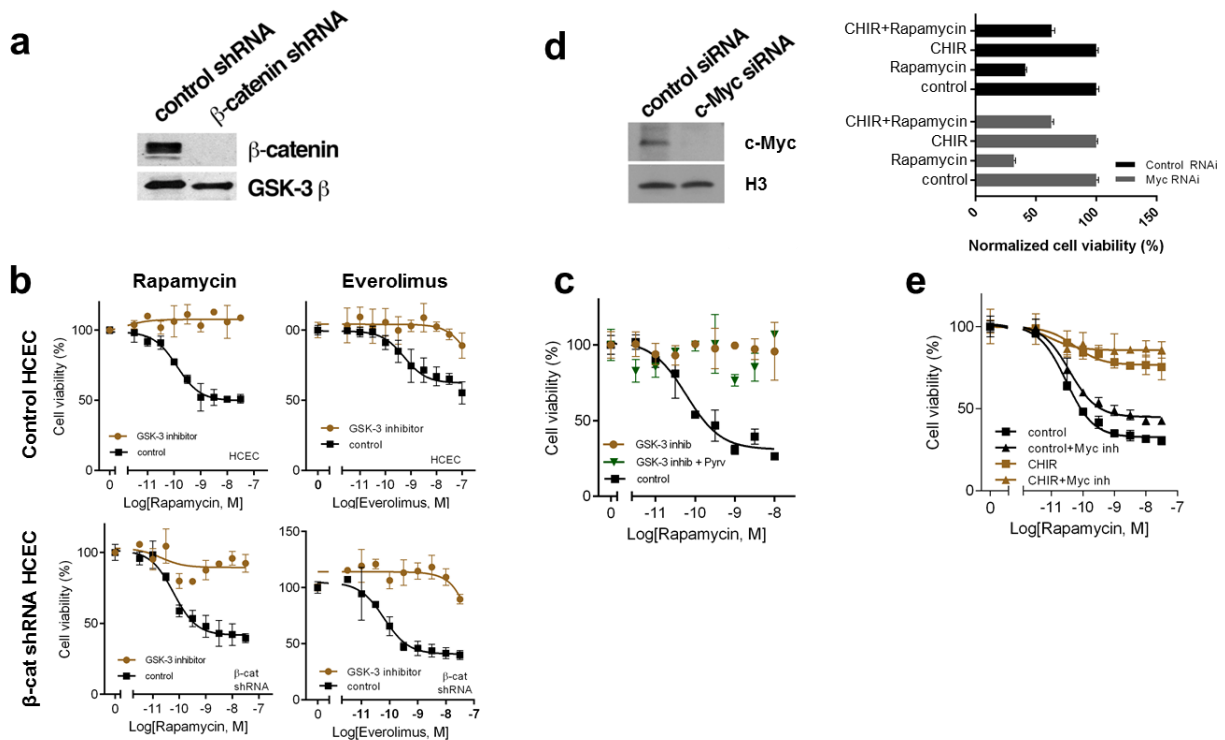 a
control shRNA
β-catenin shRNA
β-catenin
GSK-3 β
d
control siRNA
c-Myc siRNA
c-Myc
H3
CHIR+Rapamycin
CHIR
Rapamycin
control
CHIR+Rapamycin
CHIR
Rapamycin
control
Control RNAi
Myc RNAi
0 50 100 150
Normalized cell viability (%)
b
Rapamycin
Everolimus
Control HCEC
Cell viability (%)
100
50
0
GSK-3 inhibitor
control
HCEC
0 -11 -10 -9 -8 -7
Log[Rapamycin, M]
00
75
50
25
0
GSK-3 inhibitor
control
HCEC
0 -11 -10 -9 -8 -7
Log[Everolimus, M]
β-cat shRNA HCEC
Cell viability (%)
100
50
0
GSK-3 inhibitor
control
β-cat
shRNA
0 -11 -10 -9 -8 -7
Log[Rapamycin, M]
150
100
50
0
GSK-3 inhibitor
control
β-cat
shRNA
0 -11 -10 -9 -8 -7
Log[Everolimus, M]
c
Cell viability (%)
100
50
0
GSK-3 inhib
GSK-3 inhib + Pyrv
control
0 -11 -10 -9 -8
Log[Rapamycin, M]
e
Cell viability (%)
100
50
0
control
control+Myc inh
CHIR
CHIR+Myc inh
0 -11 -10 -9 -8 -7
Log[Rapamycin, M]